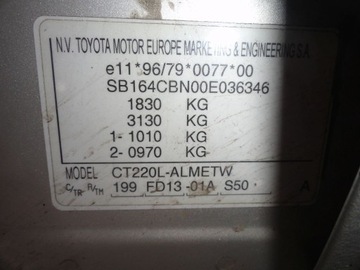 N.V. TOYOTA MOTOR EUROPE MARKETING & ENGINEERING S.A.
e11*96/79*0077*00
SB164CBN00E036346
1830 KG
3130 KG
1- 1010 KG
2- 0970 KG
MODEL CT220L-ALMETW
C/TR R/TM 199 FD13 -01A S50 A